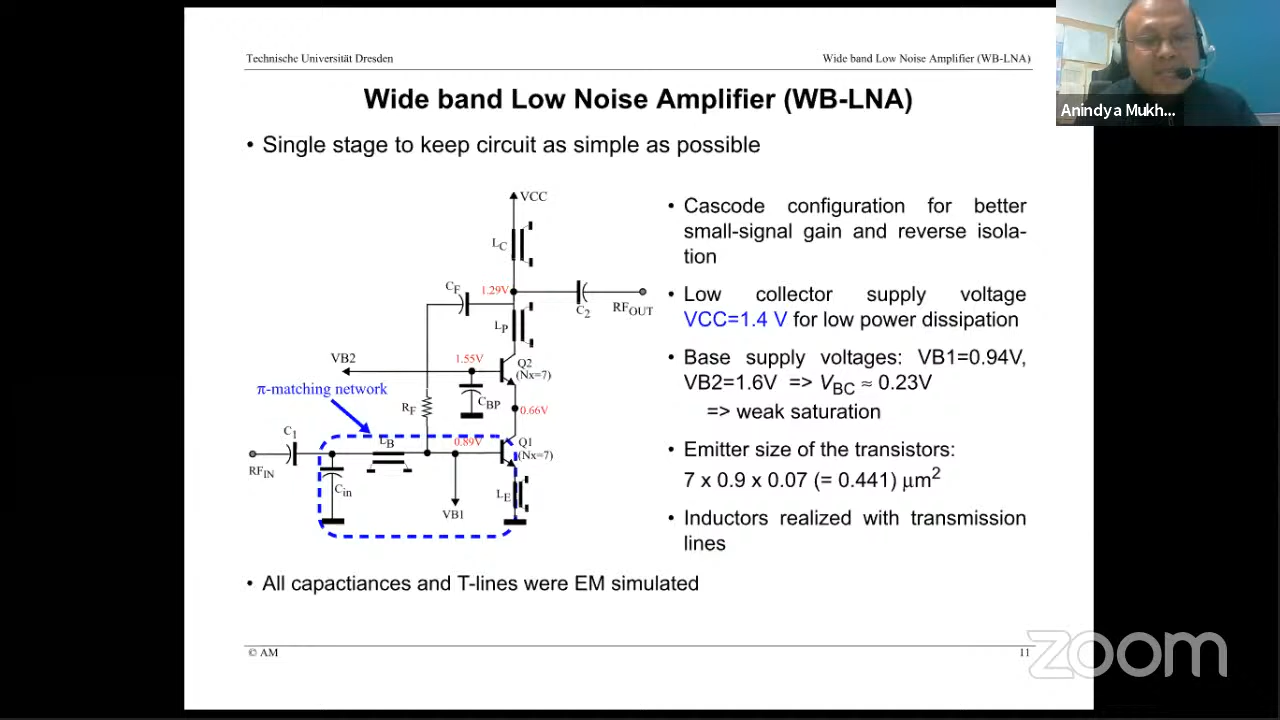 Technische Universität Dresden
Wide band Low Noise Amplifier (WB-LNA)
Anindya Mukh...
Wide band Low Noise Amplifier (WB-LNA)
• Single stage to keep circuit as simple as possible
VCC
LC
CF
1.29V
C2
RFOUT
LP
VB2
1.55V
Q2
(Nx=7)
π-matching network
CBP
RF
0.66V
C1
LB
0.89V
Q1
(Nx=7)
RFIN
Cin
LE
VB1
• Cascode configuration for better
small-signal gain and reverse isola-
tion
• Low collector supply voltage
VCC=1.4 V for low power dissipation
• Base supply voltages: VB1=0.94V,
VB2=1.6V => VBC ≈ 0.23V
=> weak saturation
• Emitter size of the transistors:
7 x 0.9 x 0.07 (= 0.441) μm2
• Inductors realized with transmission
lines
• All capactiances and T-lines were EM simulated
© AM
11
zoom